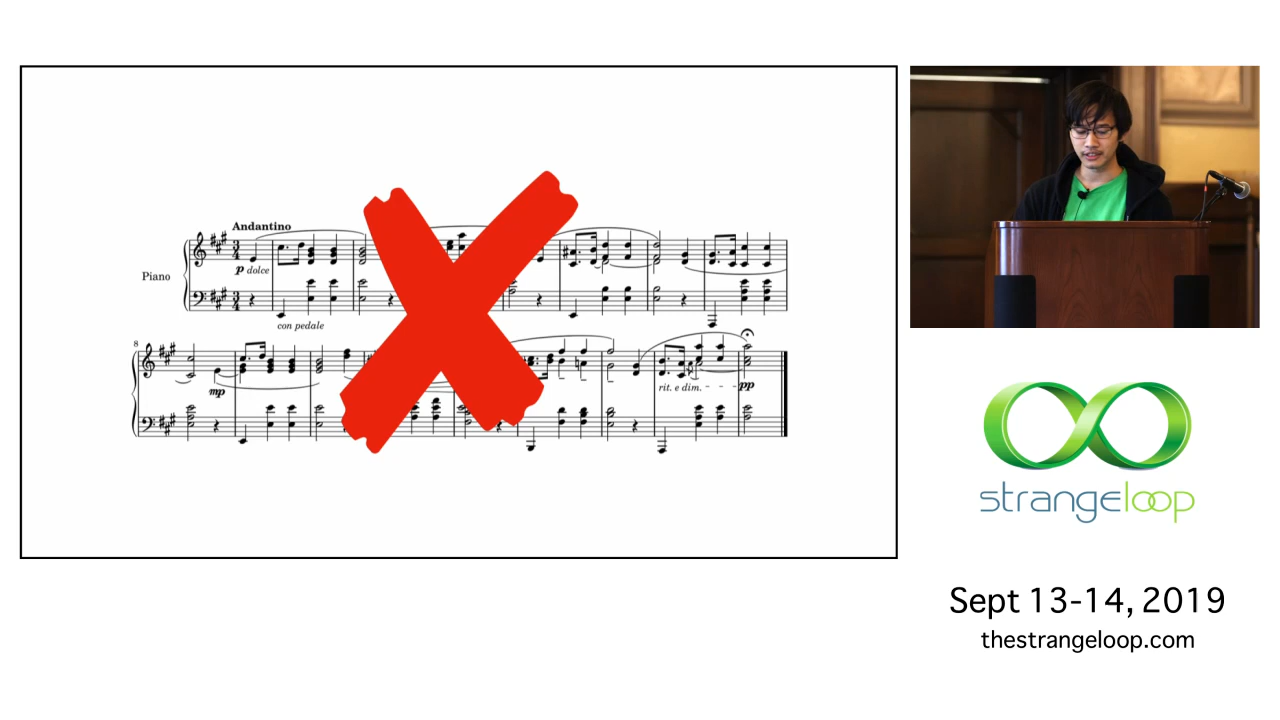 Andantino
Piano
p dolce
con pedale
8
mp
rit. e dim.
pp
strangeloop
Sept 13-14, 2019
thestrangeloop.com